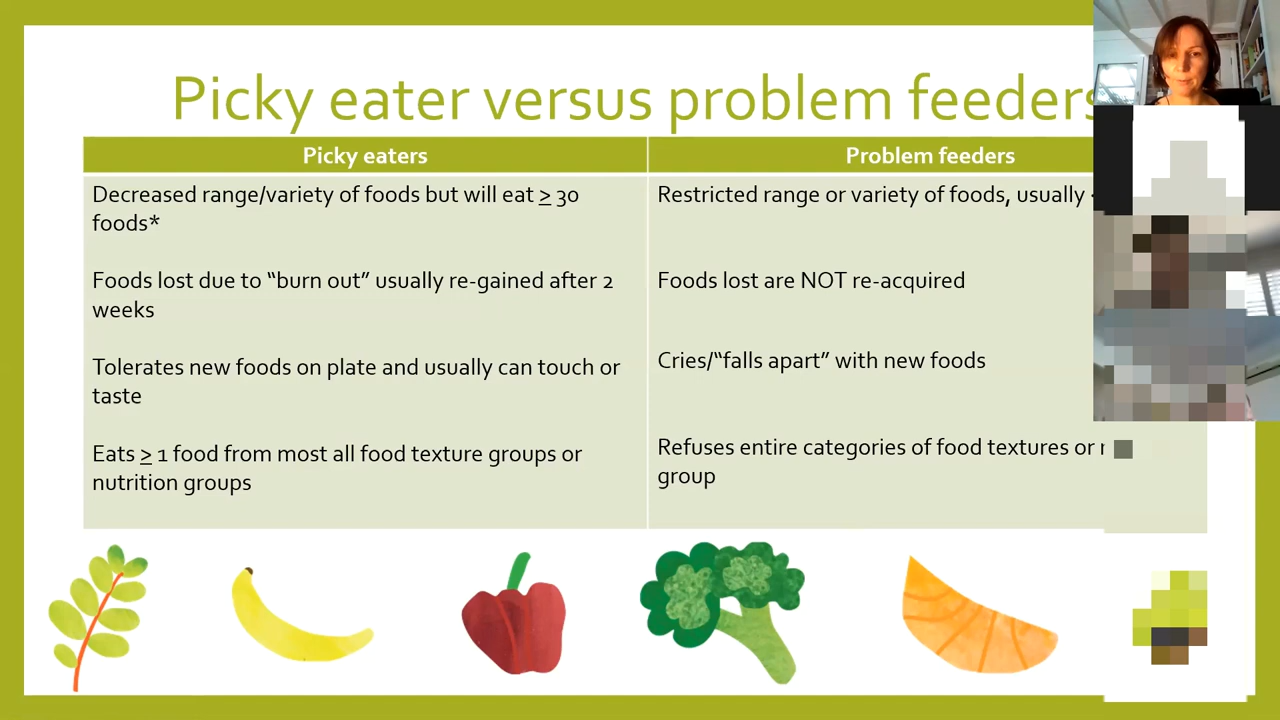 Picky eater versus problem feeders
Picky eaters
Problem feeders
Decreased range/variety of foods but will eat ≥ 30
foods*
Restricted range or variety of foods, usually
Foods lost due to “burn out” usually re-gained after 2
weeks
Foods lost are NOT re-acquired
Tolerates new foods on plate and usually can touch or
taste
Cries/“falls apart” with new foods
Eats ≥ 1 food from most all food texture groups or
nutrition groups
Refuses entire categories of food textures or
group